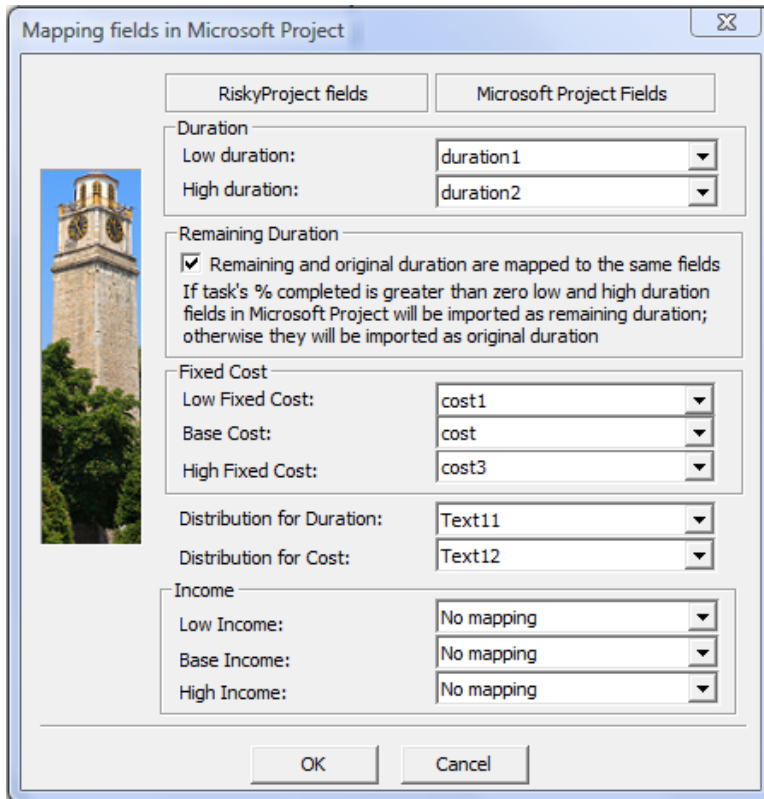 Mapping fields in Microsoft Project
RiskyProject fields
Microsoft Project Fields
Duration
Low duration:
duration1
High duration:
duration2
Remaining Duration
Remaining and original duration are mapped to the same fields
If task's % completed is greater than zero low and high duration
fields in Microsoft Project will be imported as remaining duration;
otherwise they will be imported as original duration
Fixed Cost
Low Fixed Cost:
cost1
Base Cost:
cost
High Fixed Cost:
cost3
Distribution for Duration:
Text11
Distribution for Cost:
Text12
Income
Low Income:
No mapping
Base Income:
No mapping
High Income:
No mapping
OK
Cancel